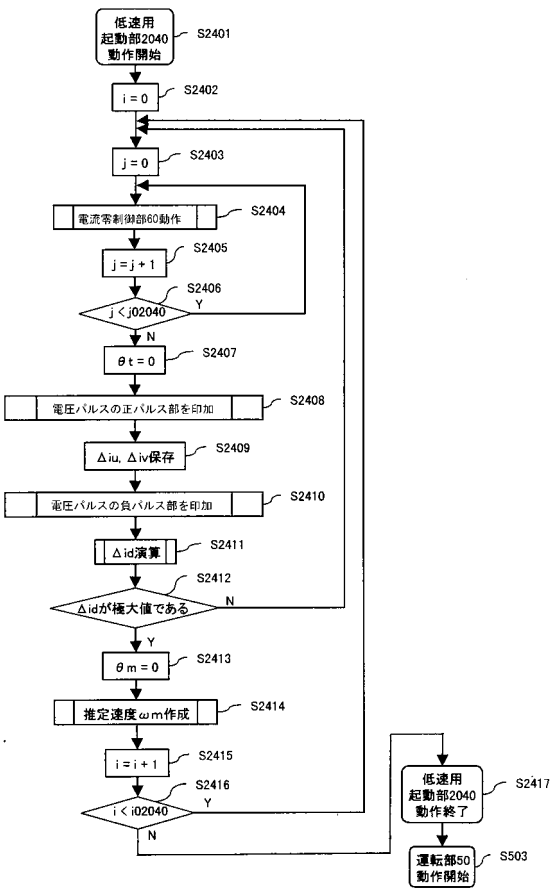 低速用
起動部2040
動作開始
S2401
i = 0
S2402
j = 0
S2403
電流零制御部60動作
S2404
j = j + 1
S2405
j < j02040
S2406
Y
N
θt = 0
S2407
電圧パルスの正パルス部を印加
S2408
Δiu, Δiv保存
S2409
電圧パルスの負パルス部を印加
S2410
Δid演算
S2411
Δidが極大値である
S2412
N
Y
θm = 0
S2413
推定速度ωm作成
S2414
i = i + 1
S2415
i < i02040
S2416
Y
N
低速用
起動部2040
動作終了
S2417
運転部50
動作開始
S503